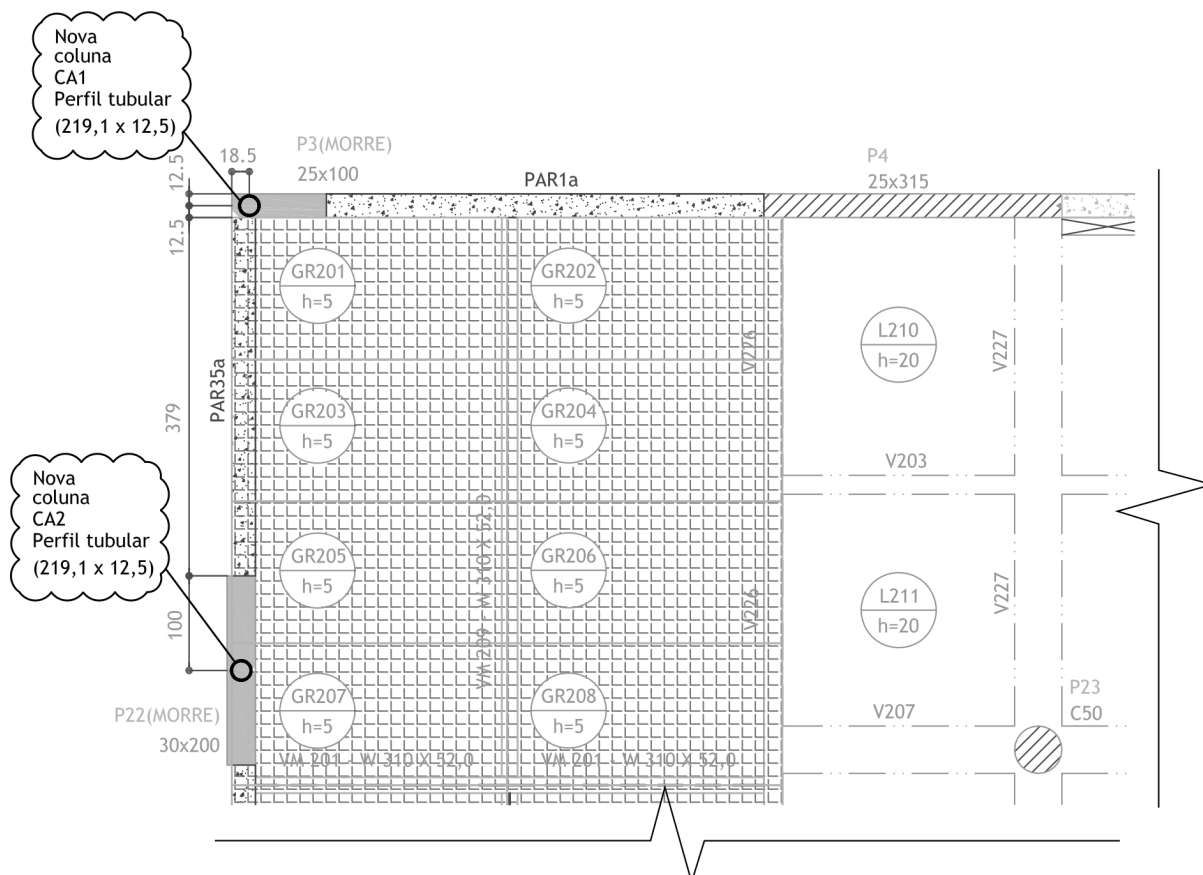 Nova
coluna
CA1
Perfil tubular
(219,1 x 12,5)
12.5
18.5
P3(MORRE)
25x100
PAR1a
P4
25x315
12.5
GR201
h=5
GR202
h=5
V226
L210
h=20
V227
PAR35a
379
GR203
h=5
GR204
h=5
V203
Nova
coluna
CA2
Perfil tubular
(219,1 x 12,5)
VM 209 - W 310 X 52,0
GR205
h=5
GR206
h=5
V226
L211
h=20
V227
100
P22(MORRE)
30x200
GR207
h=5
GR208
h=5
V207
P23
C50
VM 201 - W 310 X 52,0
VM 201 - W 310 X 52,0